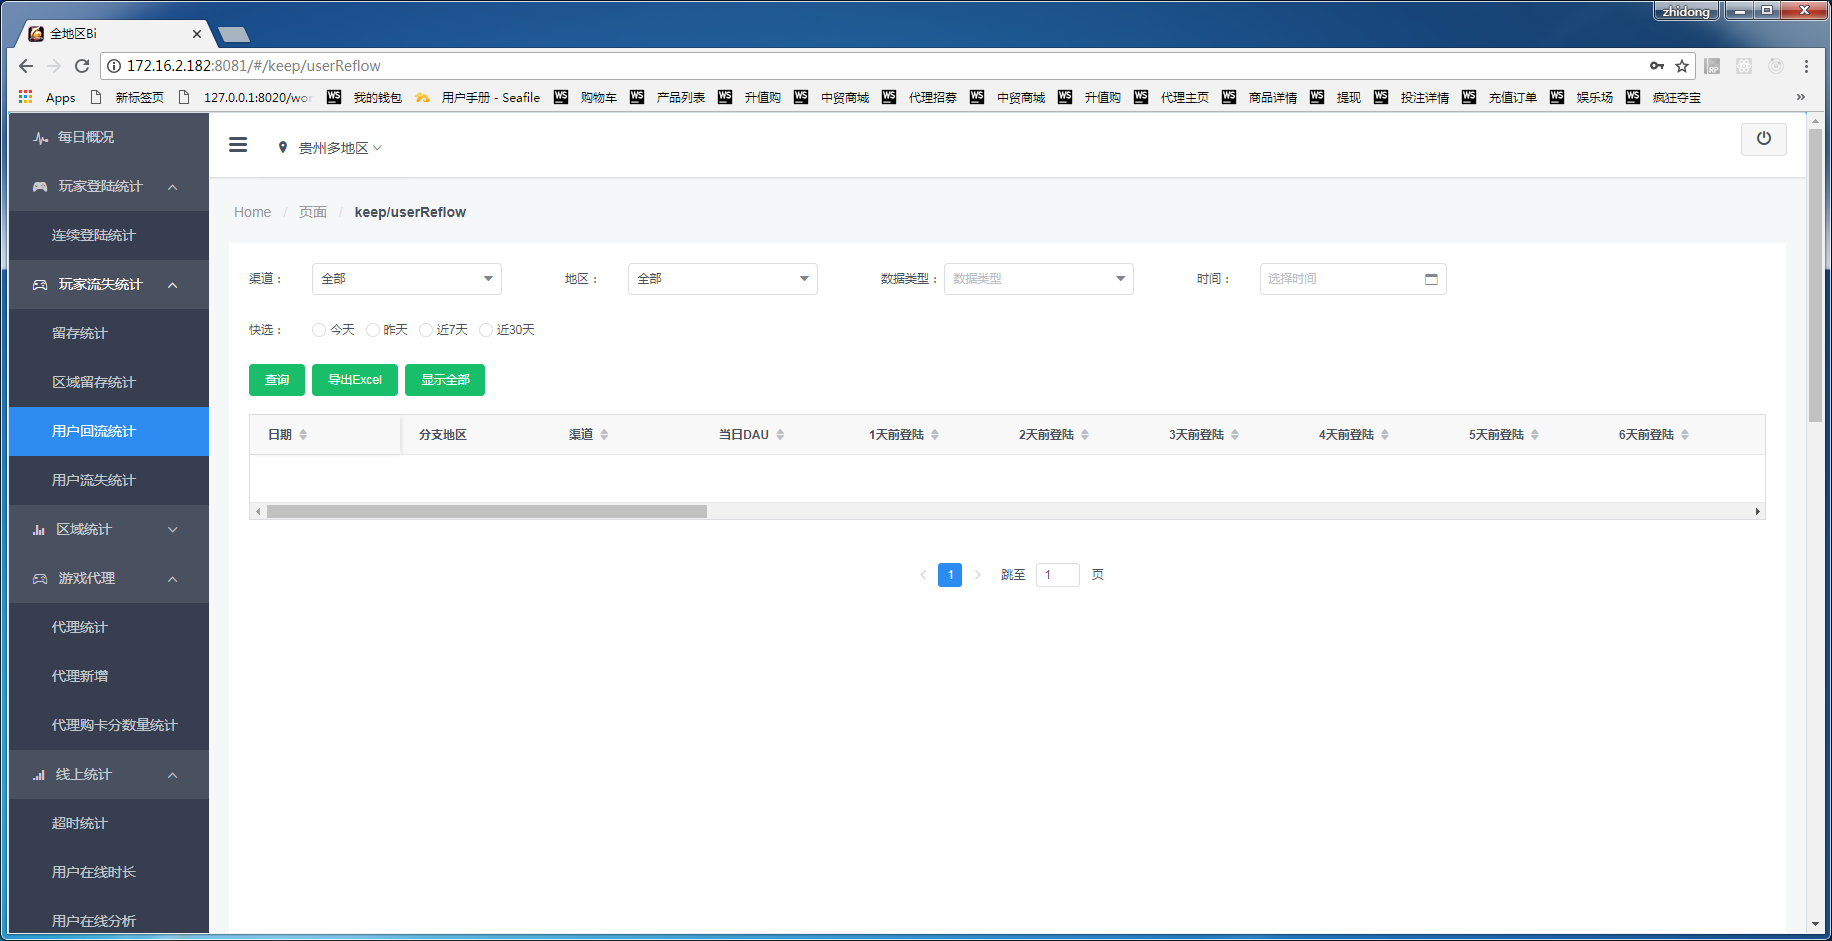 zhidong
全地区Bi
172.16.2.182:8081/#/keep/userReflow
Apps 新标签页 127.0.0.1:8020/wor 我的钱包 用户手册 - Seafile 购物车 产品列表 升值购 中贸商城 代理招募 中贸商城 升值购 代理主页 商品详情 提现 投注详情 充值订单 娱乐场 疯狂夺宝 »
贵州多地区
Home / 页面 / keep/userReflow
每日概况
玩家登陆统计
连续登陆统计
玩家流失统计
留存统计
区域留存统计
用户回流统计
用户流失统计
区域统计
游戏代理
代理统计
代理新增
代理购卡分数量统计
线上统计
超时统计
用户在线时长
用户在线分析
渠道： 全部 地区： 全部 数据类型： 数据类型 时间： 选择时间
快选： 今天 昨天 近7天 近30天
查询 导出Excel 显示全部
日期 分支地区 渠道 当日DAU 1天前登陆 2天前登陆 3天前登陆 4天前登陆 5天前登陆 6天前登陆
1 跳至 1 页